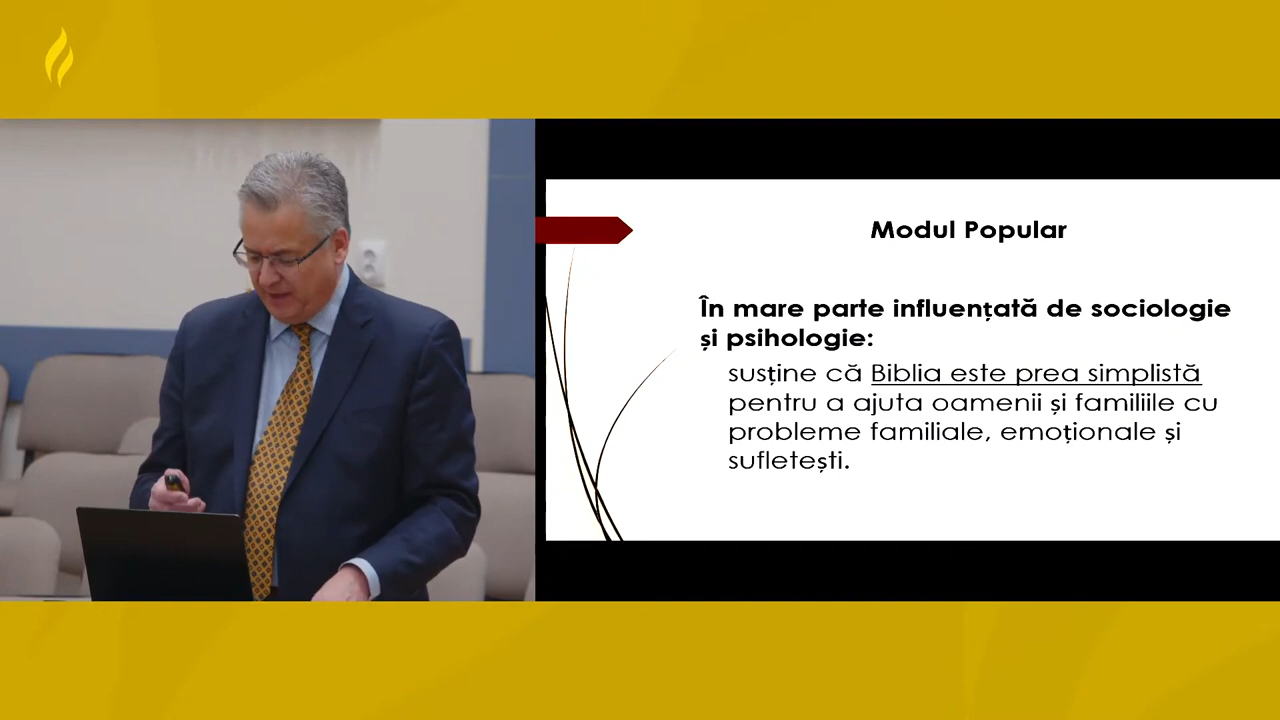 Modul Popular
În mare parte influențată de sociologie
și psihologie:
susține că Biblia este prea simplistă
pentru a ajuta oamenii și familiile cu
probleme familiale, emoționale și
sufletești.